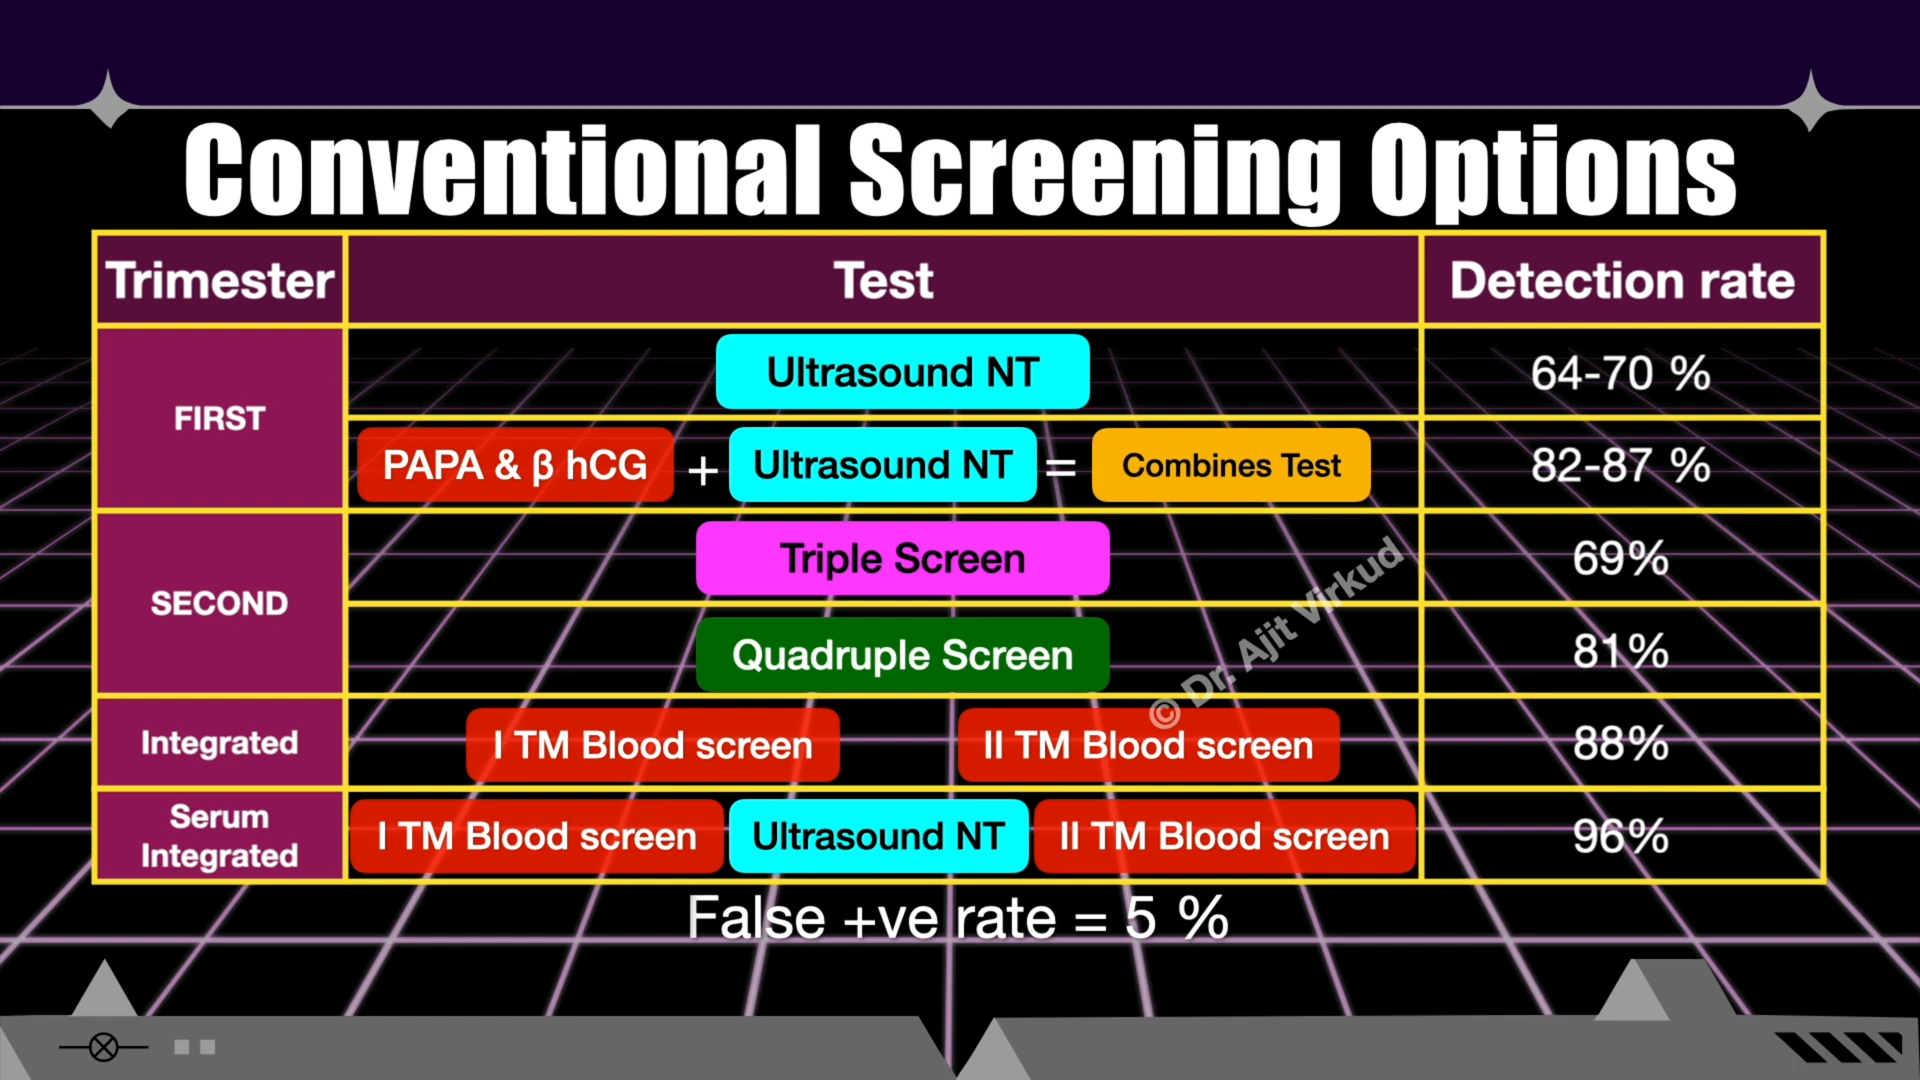 Conventional Screening Options
Trimester Test Detection rate
FIRST
Ultrasound NT 64-70 %
PAPA & β hCG + Ultrasound NT = Combines Test 82-87 %
SECOND
Triple Screen 69%
Quadruple Screen 81%
Integrated I TM Blood screen II TM Blood screen 88%
Serum
Integrated
I TM Blood screen Ultrasound NT II TM Blood screen 96%
False +ve rate = 5 %
© Dr. Ajit Virkud